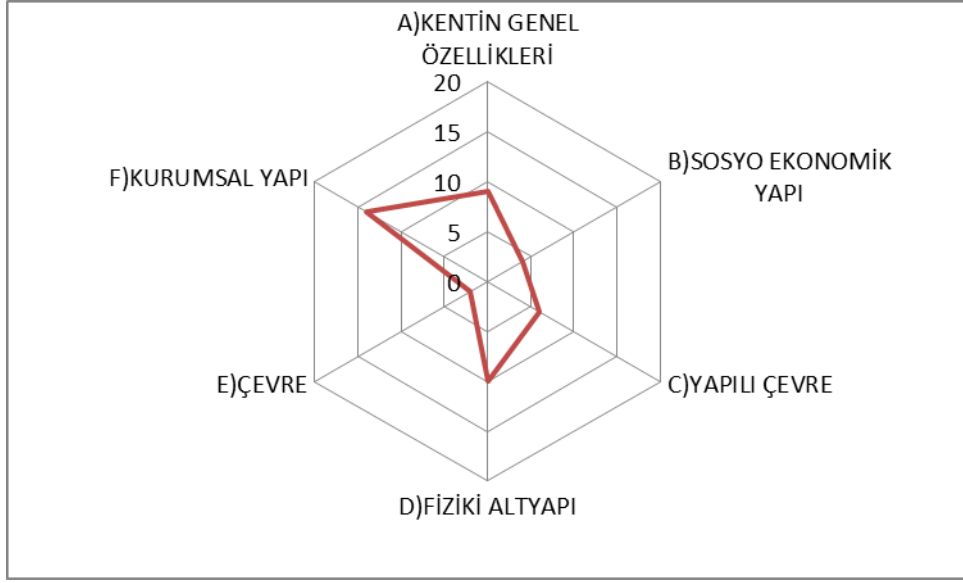 A)KENTİN GENEL
ÖZELLİKLERİ
20
15
10
5
0
B)SOSYO EKONOMİK
YAPI
C)YAPILI ÇEVRE
D)FİZİKİ ALTYAPI
E)ÇEVRE
F)KURUMSAL YAPI